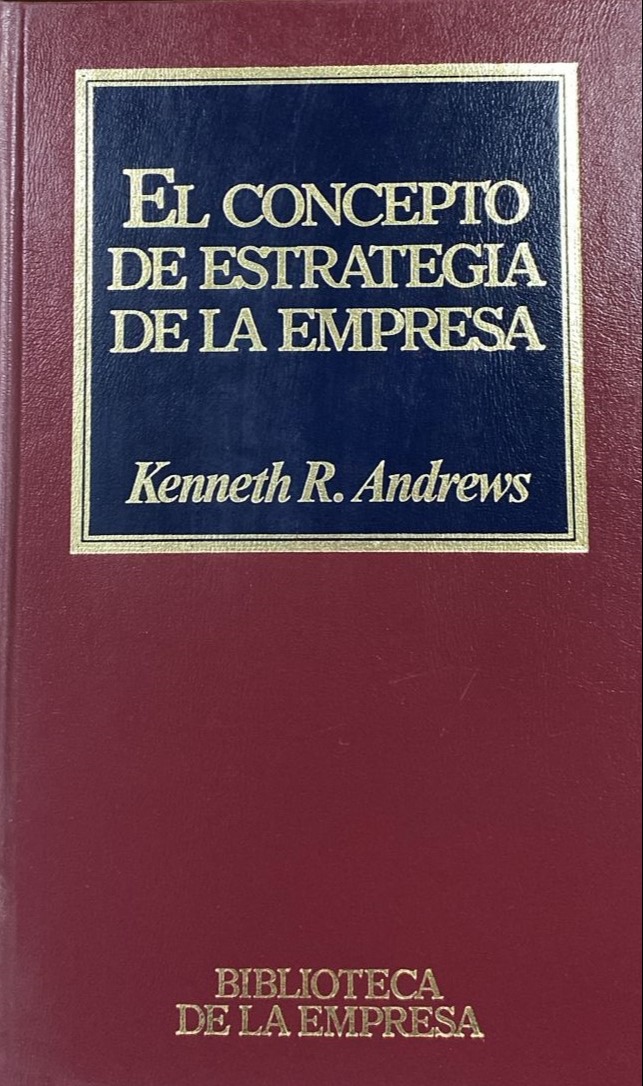 EL CONCEPTO
DE ESTRATEGIA
DE LA EMPRESA
Kenneth R. Andrews
BIBLIOTECA
DE LA EMPRESA